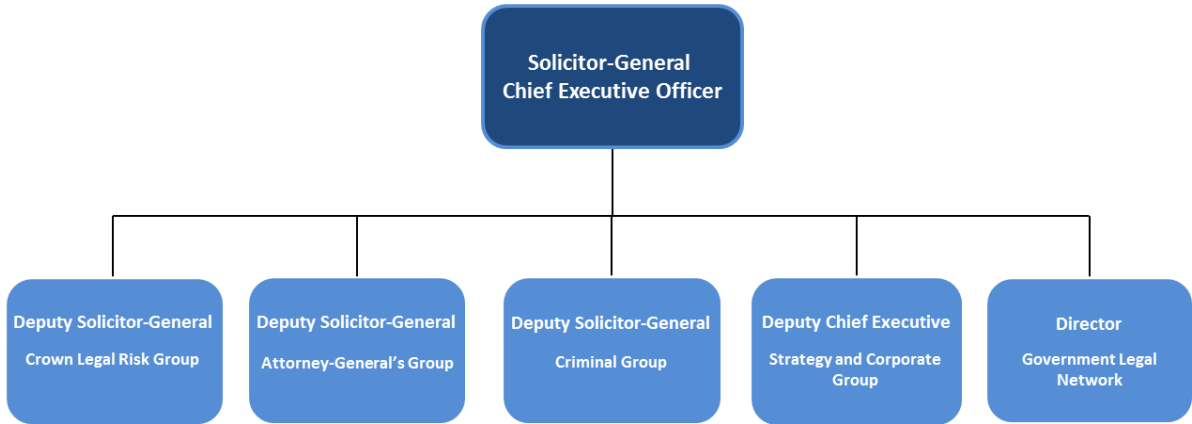 Solicitor-General
Chief Executive Officer
Deputy Solicitor-General
Crown Legal Risk Group
Deputy Solicitor-General
Attorney-General’s Group
Deputy Solicitor-General
Criminal Group
Deputy Chief Executive
Strategy and Corporate
Group
Director
Government Legal
Network